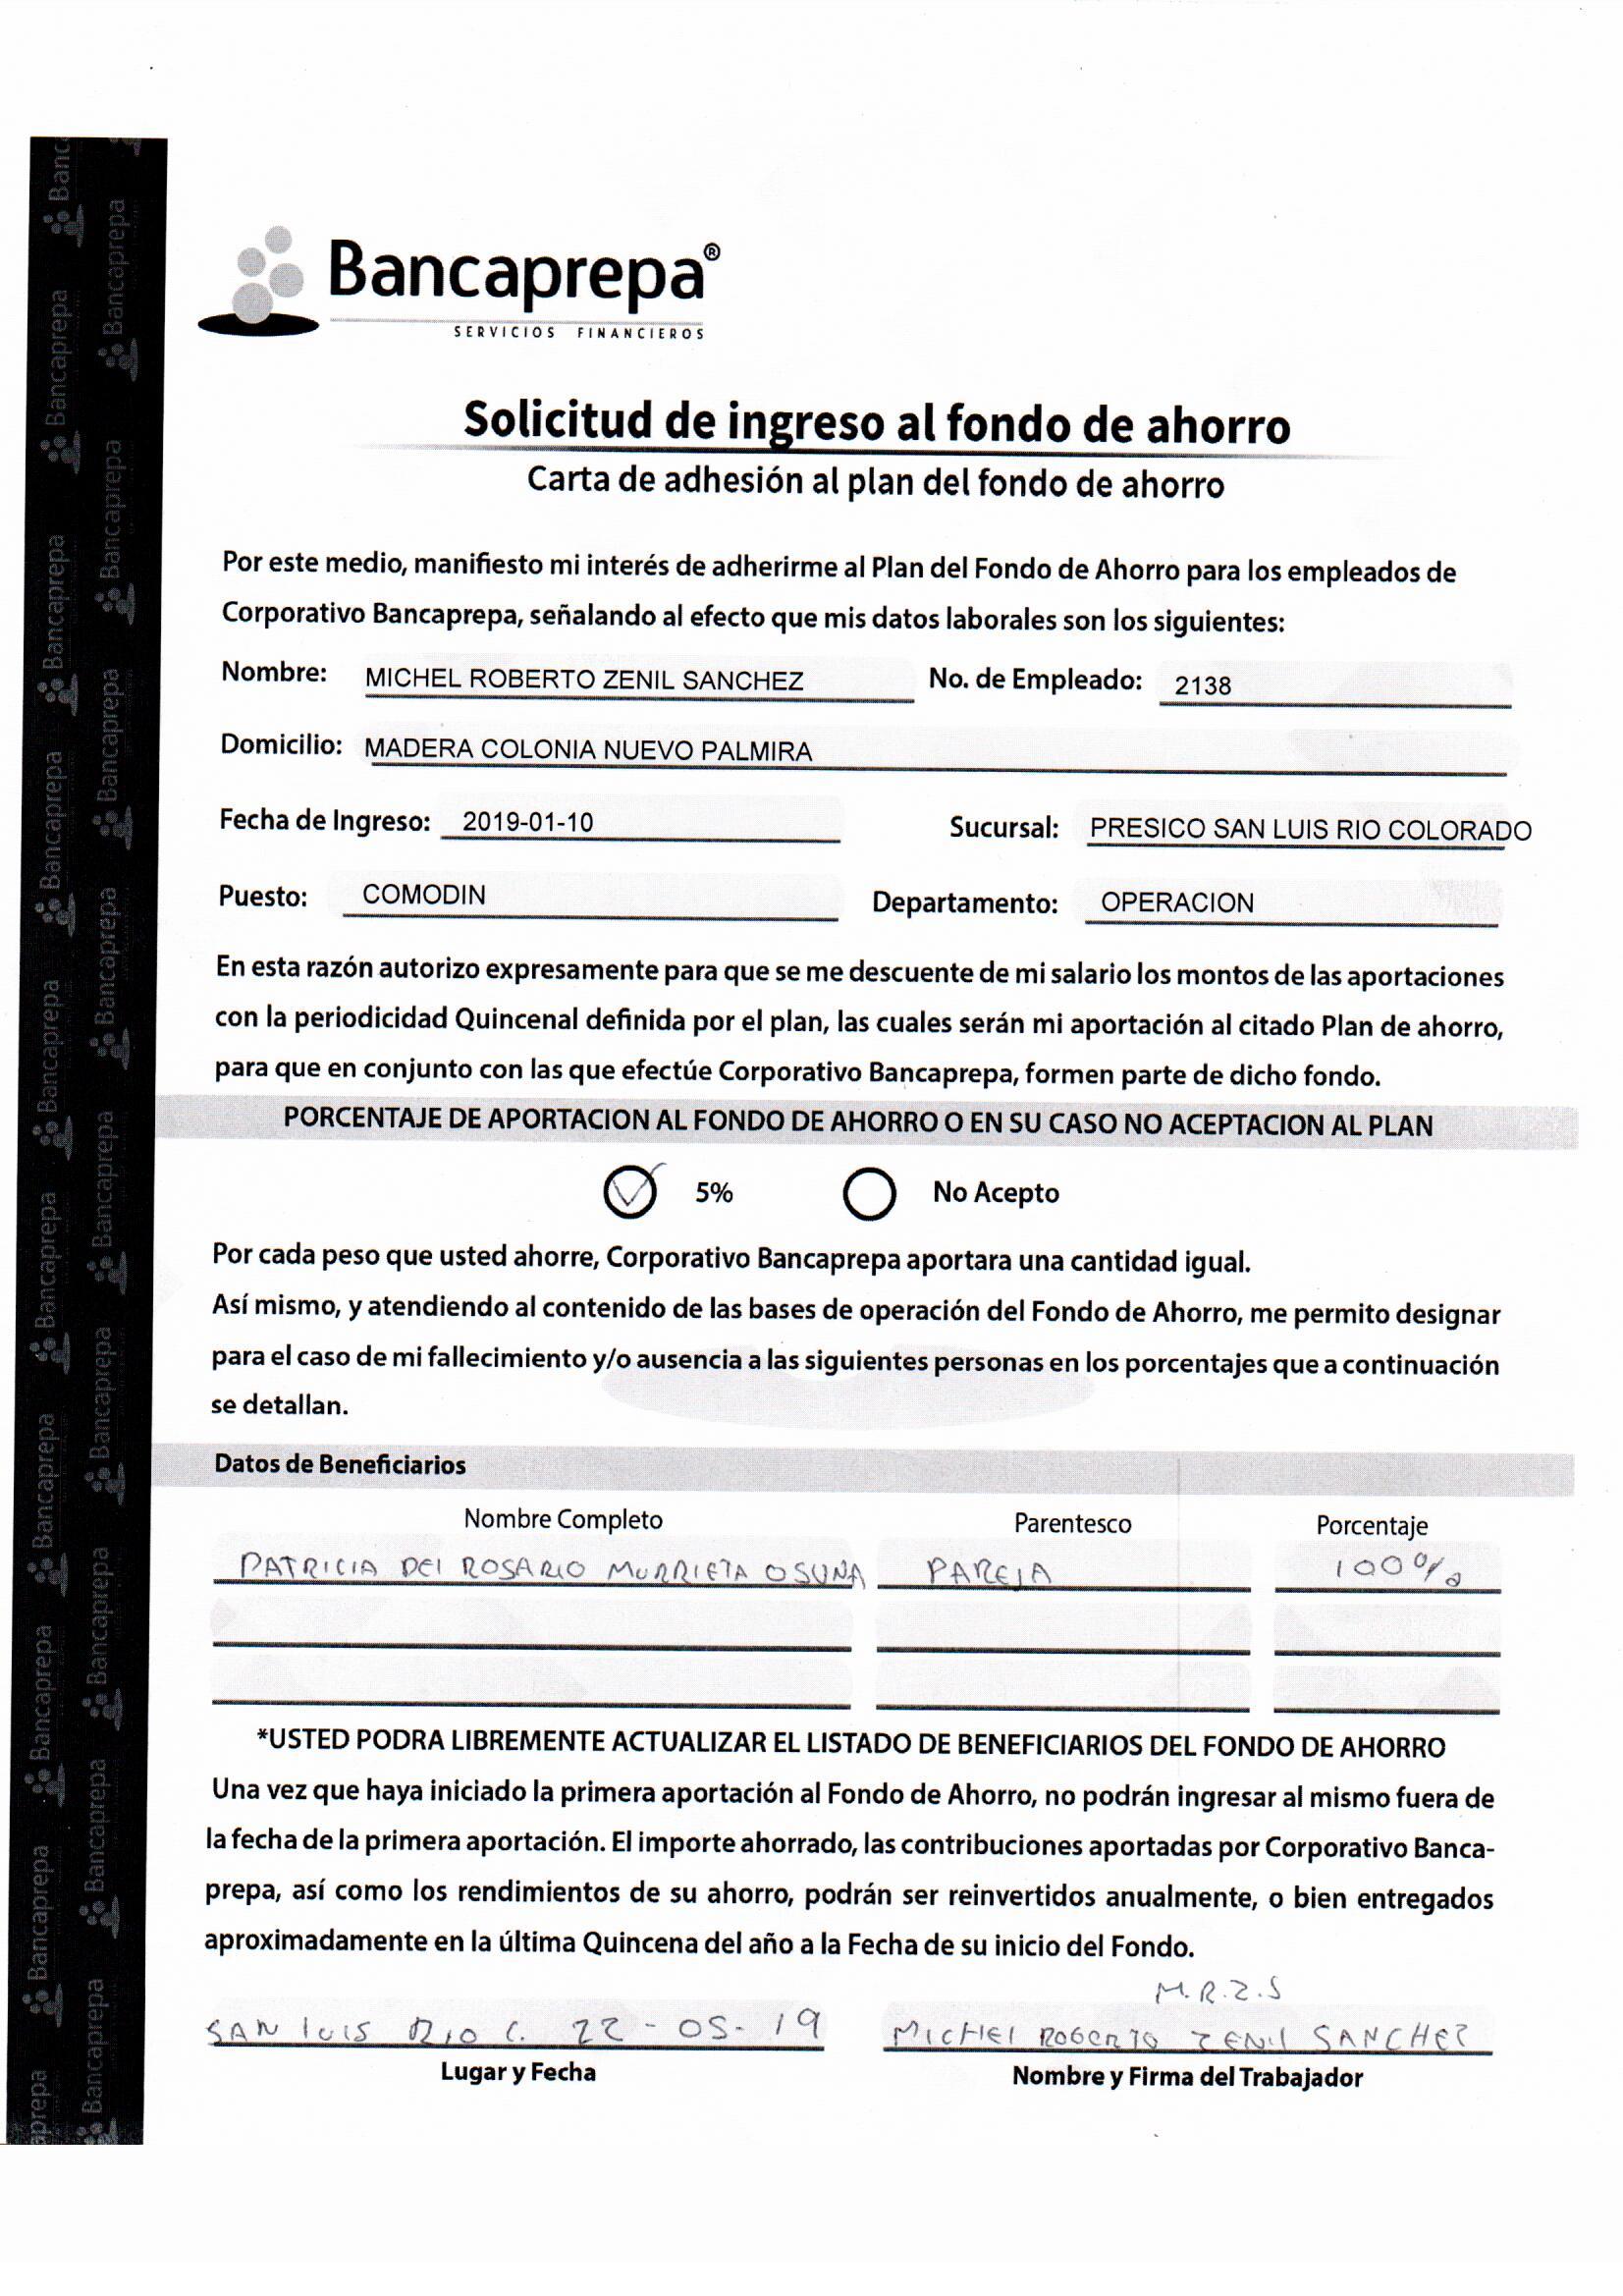 Bancaprepa®
SERVICIOS FINANCIEROS
Solicitud de ingreso al fondo de ahorro
Carta de adhesión al plan del fondo de ahorro
Por este medio, manifiesto mi interés de adherirme al Plan del Fondo de Ahorro para los empleados de
Corporativo Bancaprepa, señalando al efecto que mis datos laborales son los siguientes:
Nombre: MICHEL ROBERTO ZENIL SANCHEZ No. de Empleado: 2138
Domicilio: MADERA COLONIA NUEVO PALMIRA
Fecha de Ingreso: 2019-01-10 Sucursal: PRESICO SAN LUIS RIO COLORADO
Puesto: COMODIN Departamento: OPERACION
En esta razón autorizo expresamente para que se me descuente de mi salario los montos de las aportaciones
con la periodicidad Quincenal definida por el plan, las cuales serán mi aportación al citado Plan de ahorro,
para que en conjunto con las que efectúe Corporativo Bancaprepa, formen parte de dicho fondo.
PORCENTAJE DE APORTACION AL FONDO DE AHORRO O EN SU CASO NO ACEPTACION AL PLAN
5% No Acepto
Por cada peso que usted ahorre, Corporativo Bancaprepa aportara una cantidad igual.
Así mismo, y atendiendo al contenido de las bases de operación del Fondo de Ahorro, me permito designar
para el caso de mi fallecimiento y/o ausencia a las siguientes personas en los porcentajes que a continuación
se detallan.
Datos de Beneficiarios
Nombre Completo Parentesco Porcentaje
PATRICIA DEl ROSARIO MURRIETA OSUNA PAREJA 100%
*USTED PODRA LIBREMENTE ACTUALIZAR EL LISTADO DE BENEFICIARIOS DEL FONDO DE AHORRO
Una vez que haya iniciado la primera aportación al Fondo de Ahorro, no podrán ingresar al mismo fuera de
la fecha de la primera aportación. El importe ahorrado, las contribuciones aportadas por Corporativo Banca-
prepa, así como los rendimientos de su ahorro, podrán ser reinvertidos anualmente, o bien entregados
aproximadamente en la última Quincena del año a la Fecha de su inicio del Fondo.
M.R.Z.S
SAN lUIS RIO C. 22-05-19 MICHEl ROBERTO ZENIl SANCHEZ
Lugar y Fecha Nombre y Firma del Trabajador